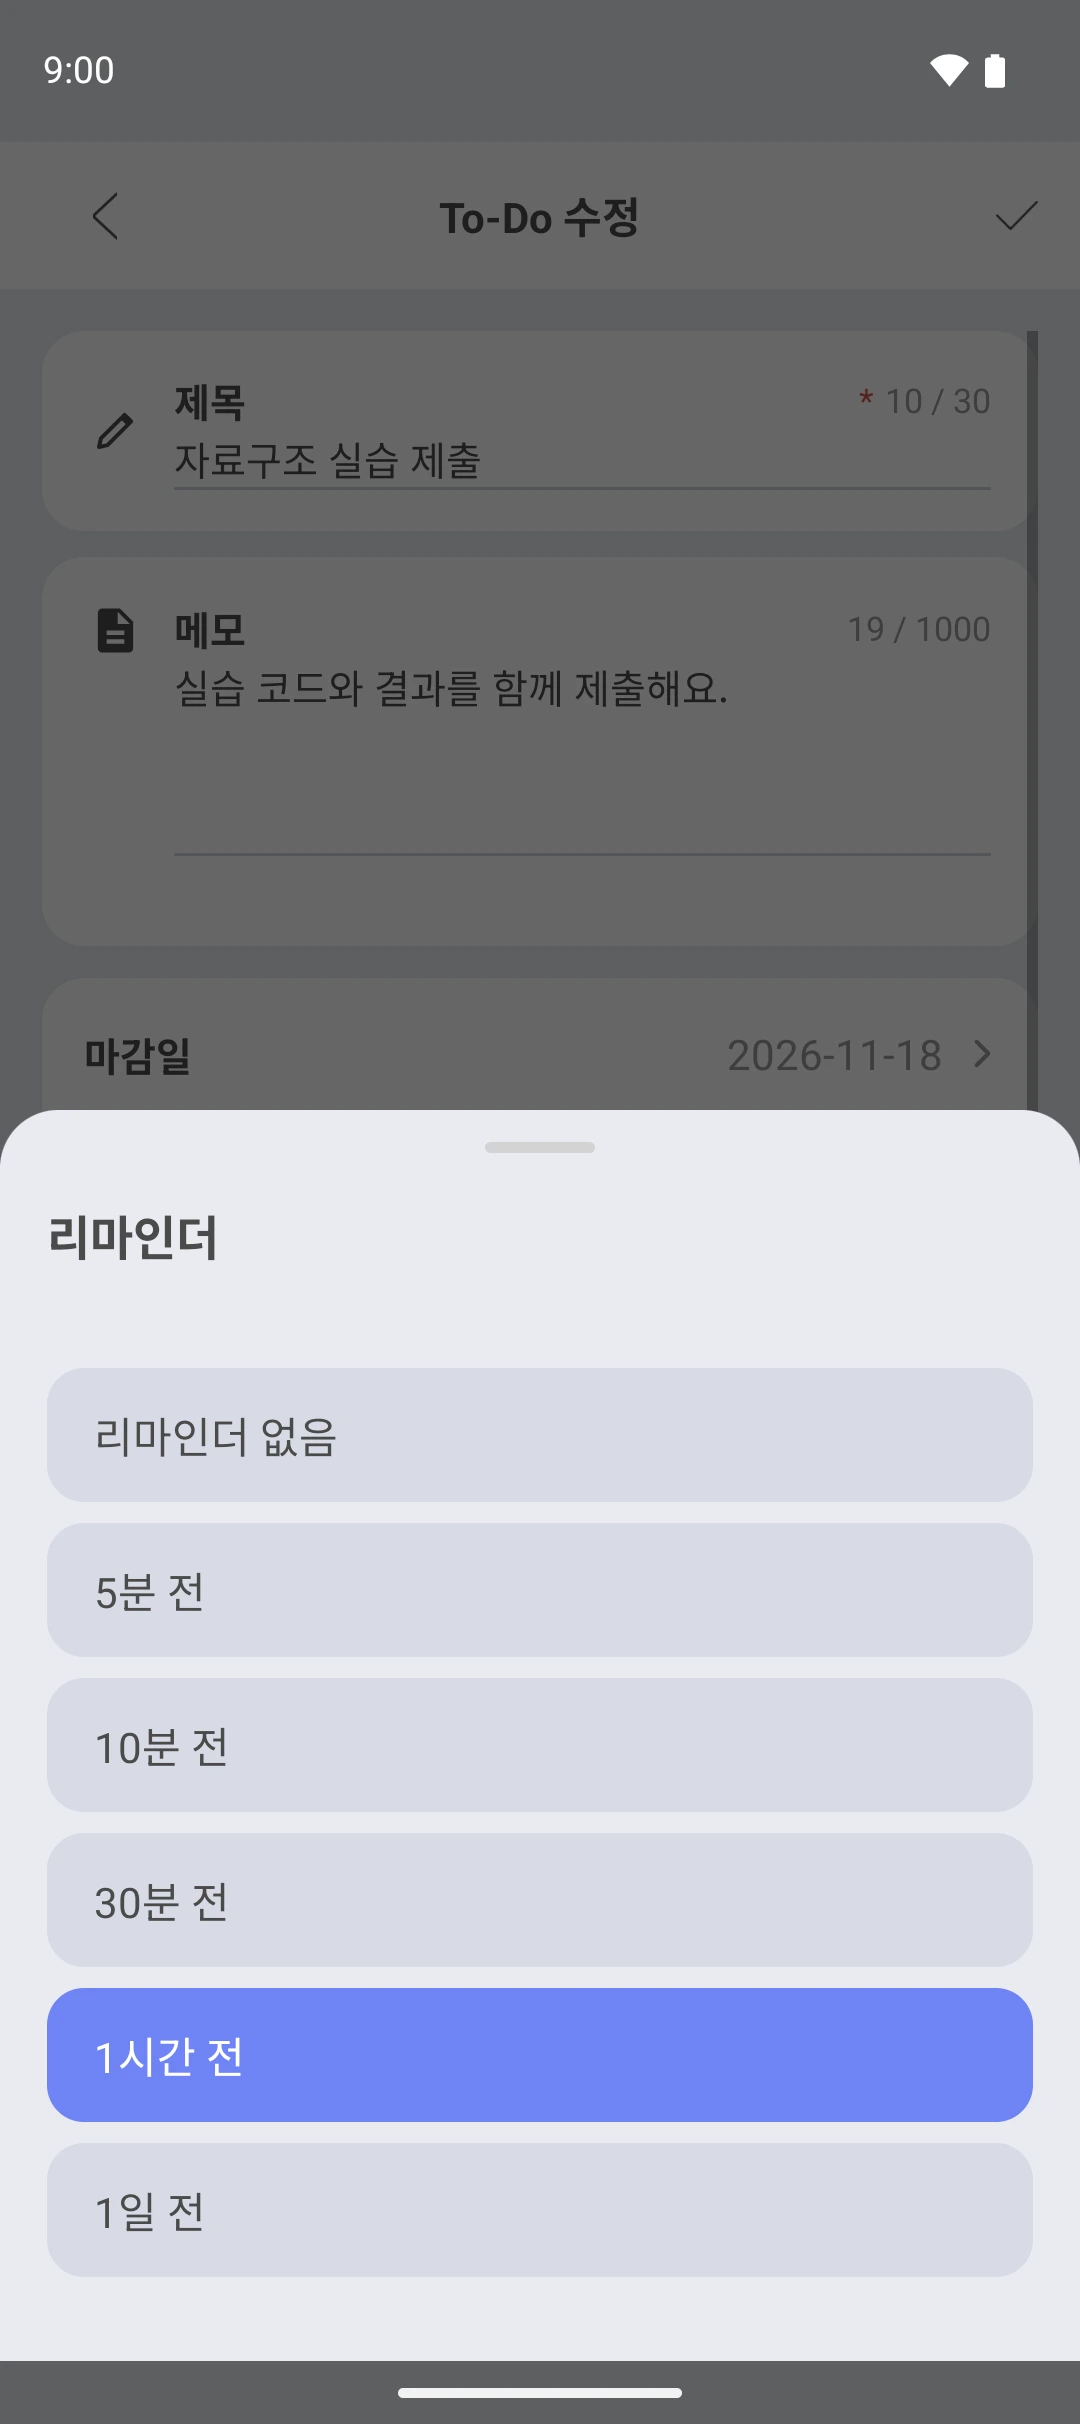 9:00
To-Do 수정
제목
* 10 / 30
자료구조 실습 제출
메모
19 / 1000
실습 코드와 결과를 함께 제출해요.
마감일
2026-11-18
리마인더
리마인더 없음
5분 전
10분 전
30분 전
1시간 전
1일 전